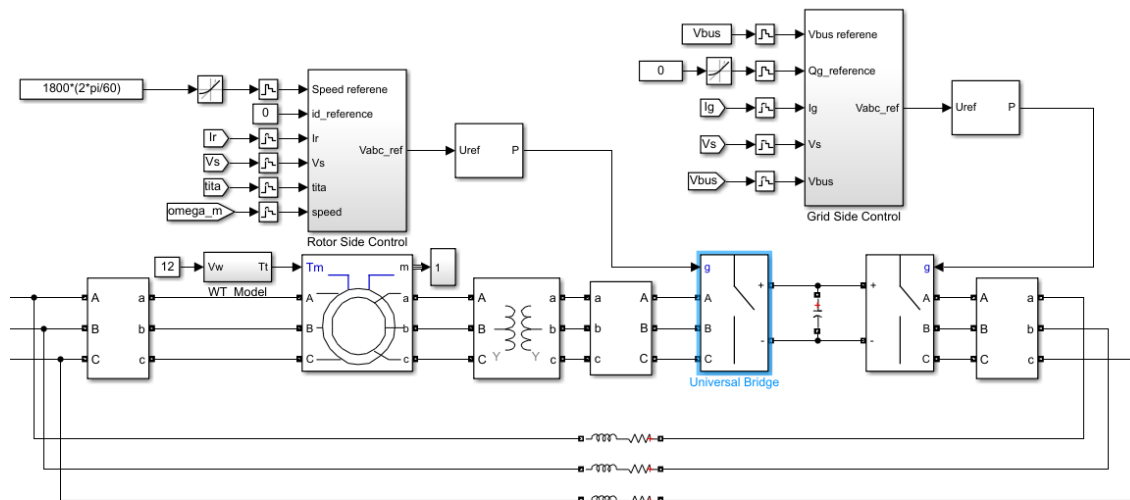 Vbus
Vbus referene
0
Qg_reference
Ig
Ig
Vabc_ref
Uref
P
Vs
Vs
Vbus
Vbus
Grid Side Control
1800*(2*pi/60)
Speed referene
0
id_reference
Ir
Ir
Vabc_ref
Uref
P
Vs
Vs
tita
tita
omega_m
speed
Rotor Side Control
12
Vw
Tt
WT_Model
Tm
m
1
g
g
A
a
A
a
A
a
a
A
A
+
+
A
A
a
B
b
B
b
B
b
b
B
B
B
B
b
C
c
C
c
C
c
c
C
C
-
-
C
C
c
Y
Y
Universal Bridge